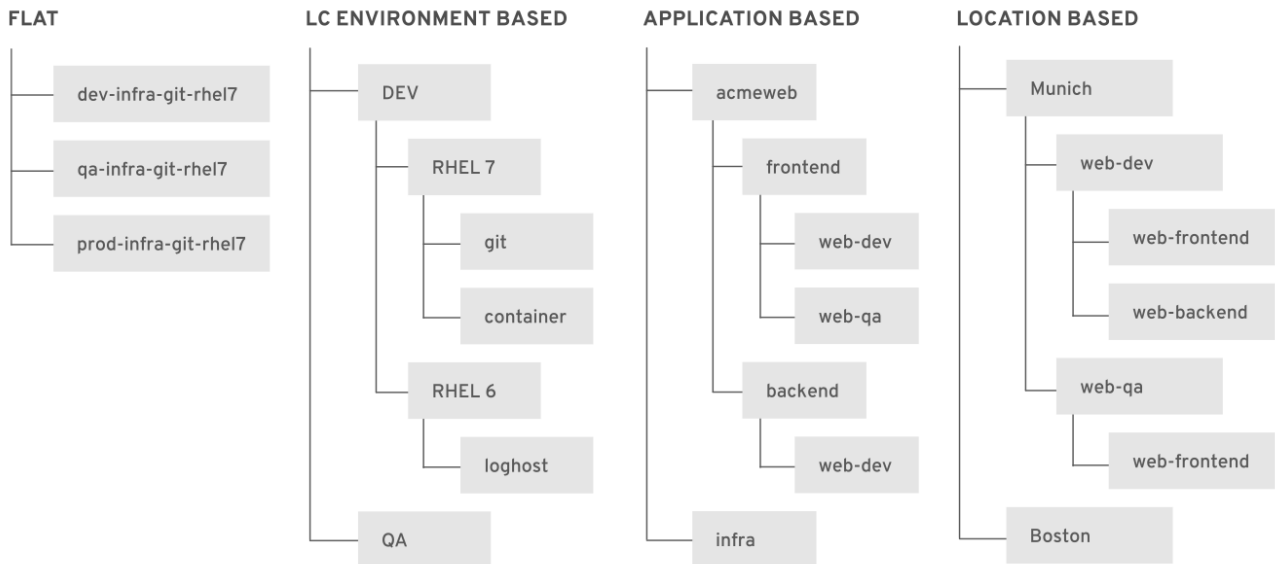 FLAT
dev-infra-git-rhel7
qa-infra-git-rhel7
prod-infra-git-rhel7
LC ENVIRONMENT BASED
DEV
RHEL 7
git
container
RHEL 6
loghost
QA
APPLICATION BASED
acmeweb
frontend
web-dev
web-qa
backend
web-dev
infra
LOCATION BASED
Munich
web-dev
web-frontend
web-backend
web-qa
web-frontend
Boston